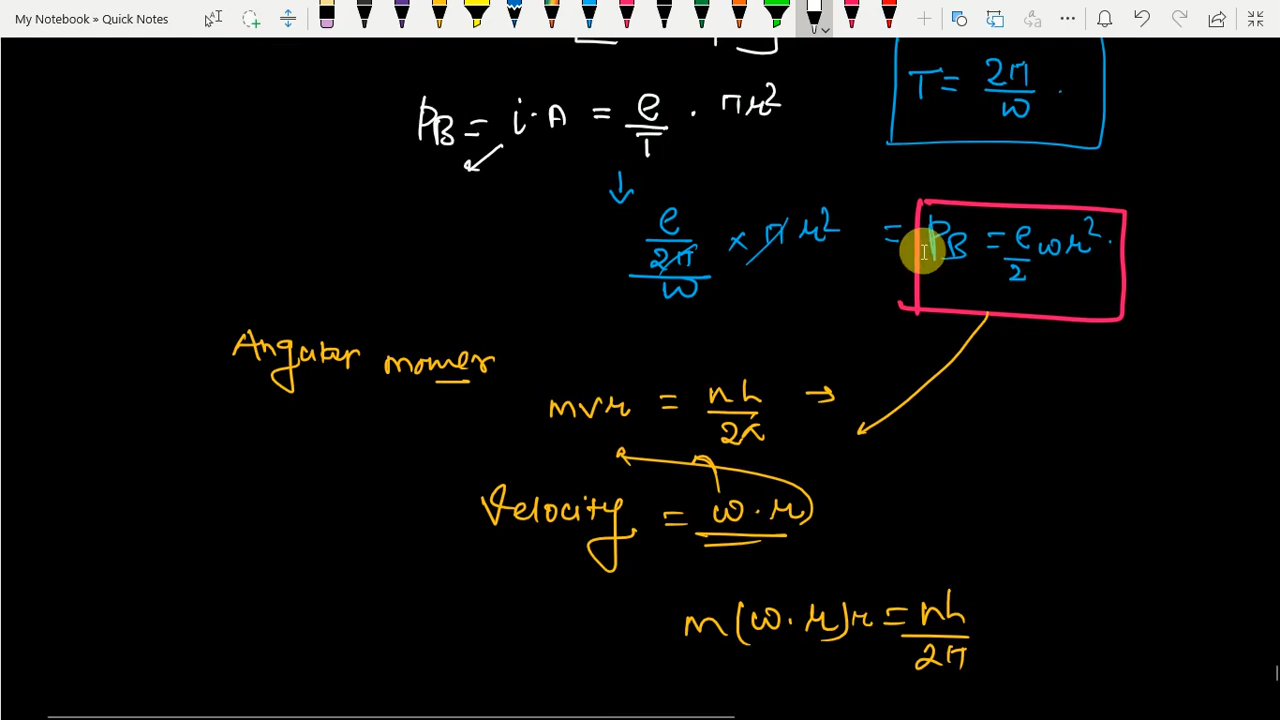 My Notebook » Quick Notes
T = 2π/ω .
PB = i·A = e/T · πr²
↓
e/(2π/ω) × πr² = PB = e/2 ωr².
Angular momen
mvr = nh/2π →
Velocity = ω·r
m(ω·r)r = nh/2π